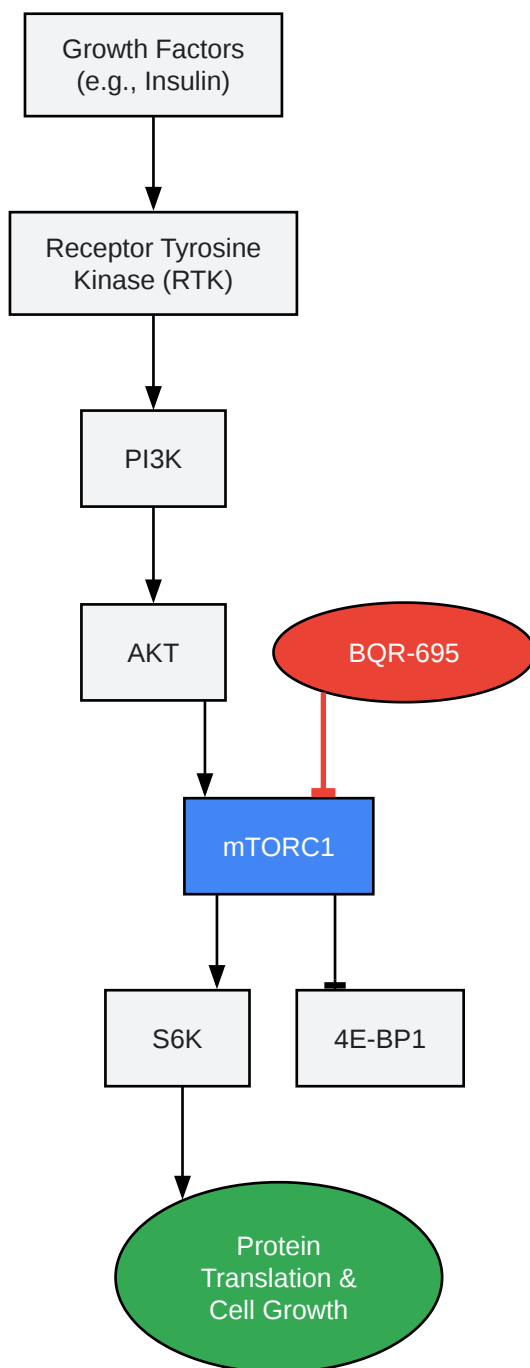 Growth Factors
(e.g., Insulin)
Receptor Tyrosine
Kinase (RTK)
PI3K
AKT
BQR-695
mTORC1
S6K
4E-BP1
Protein
Translation &
Cell Growth